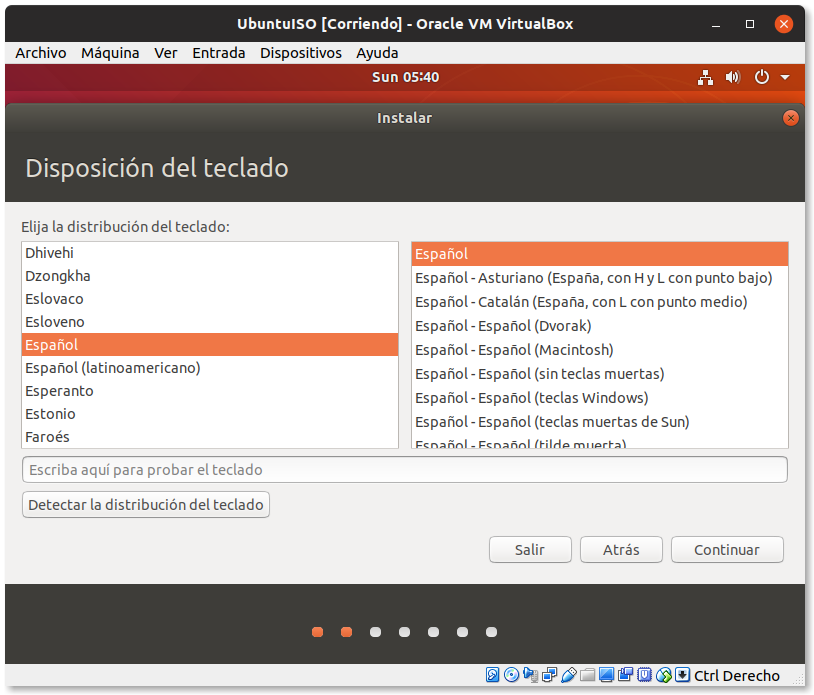 UbuntuISO [Corriendo] - Oracle VM VirtualBox
Archivo Máquina Ver Entrada Dispositivos Ayuda
Sun 05:40
Instalar
Disposición del teclado
Elija la distribución del teclado:
Dhivehi
Dzongkha
Eslovaco
Esloveno
Español
Español (latinoamericano)
Esperanto
Estonio
Faroés
Español
Español - Asturiano (España, con H y L con punto bajo)
Español - Catalán (España, con L con punto medio)
Español - Español (Dvorak)
Español - Español (Macintosh)
Español - Español (sin teclas muertas)
Español - Español (teclas Windows)
Español - Español (teclas muertas de Sun)
Español - Español (tilde muerta)
Escriba aquí para probar el teclado
Detectar la distribución del teclado
Salir Atrás Continuar
Ctrl Derecho